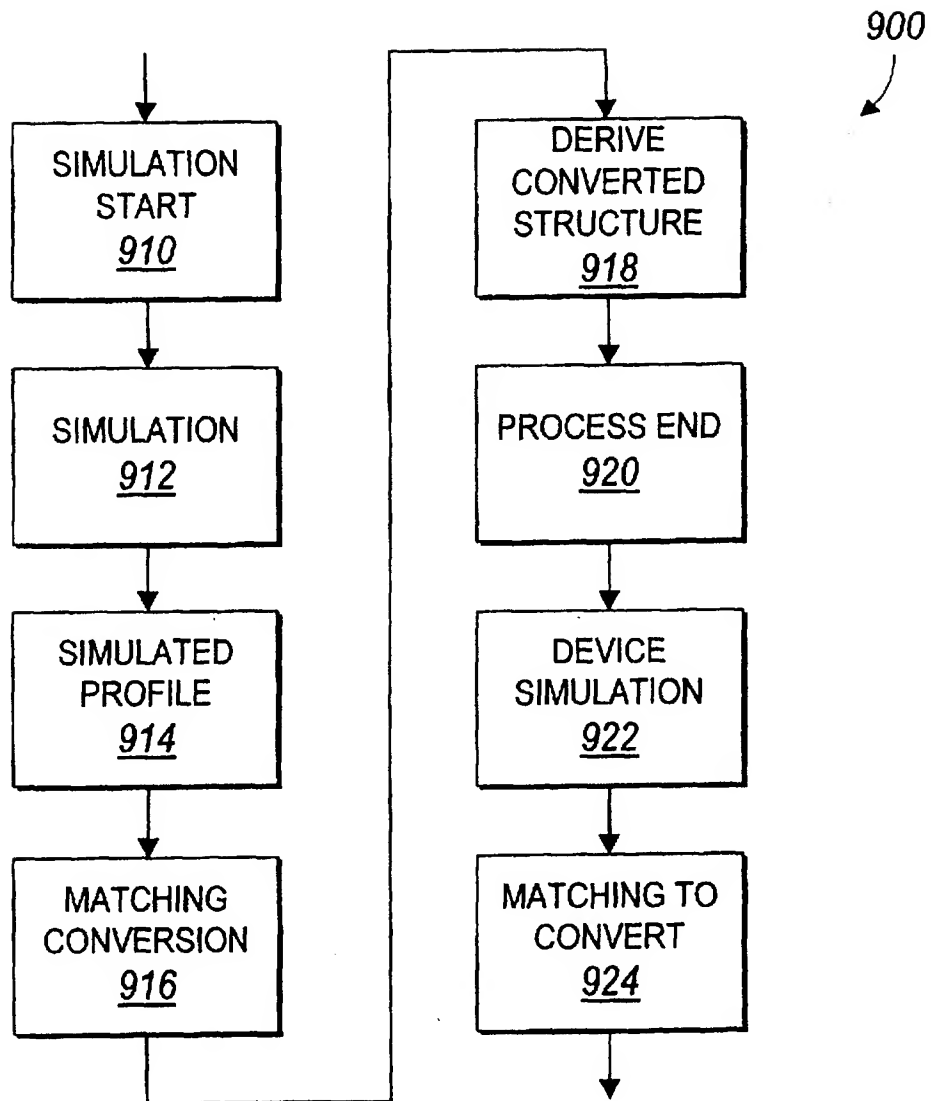 900
SIMULATION
START
910
SIMULATION
912
SIMULATED
PROFILE
914
MATCHING
CONVERSION
916
DERIVE
CONVERTED
STRUCTURE
918
PROCESS END
920
DEVICE
SIMULATION
922
MATCHING TO
CONVERT
924